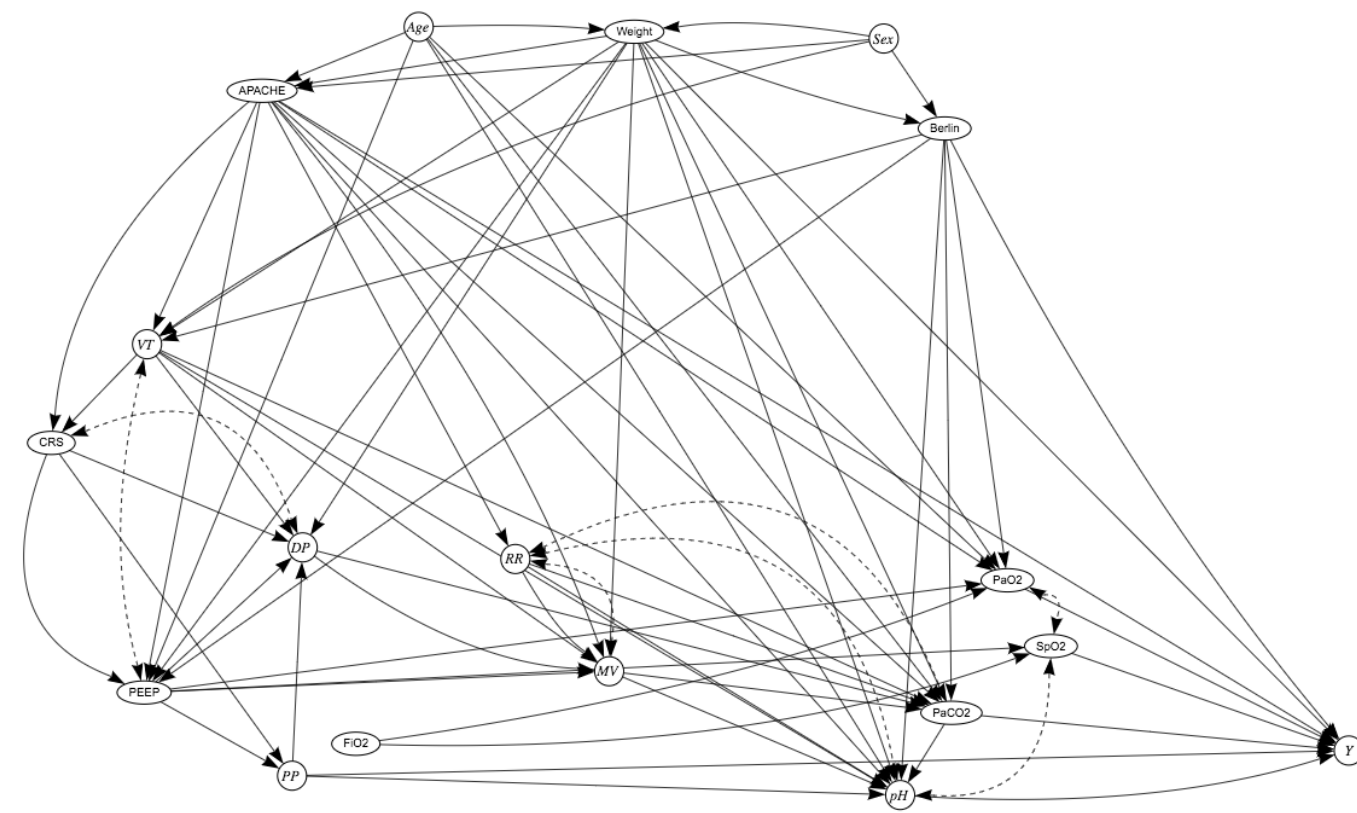 Age
Weight
Sex
APACHE
Berlin
VT
CRS
DP
RR
PaO2
SpO2
MV
PEEP
PaCO2
FiO2
Y
PP
pH